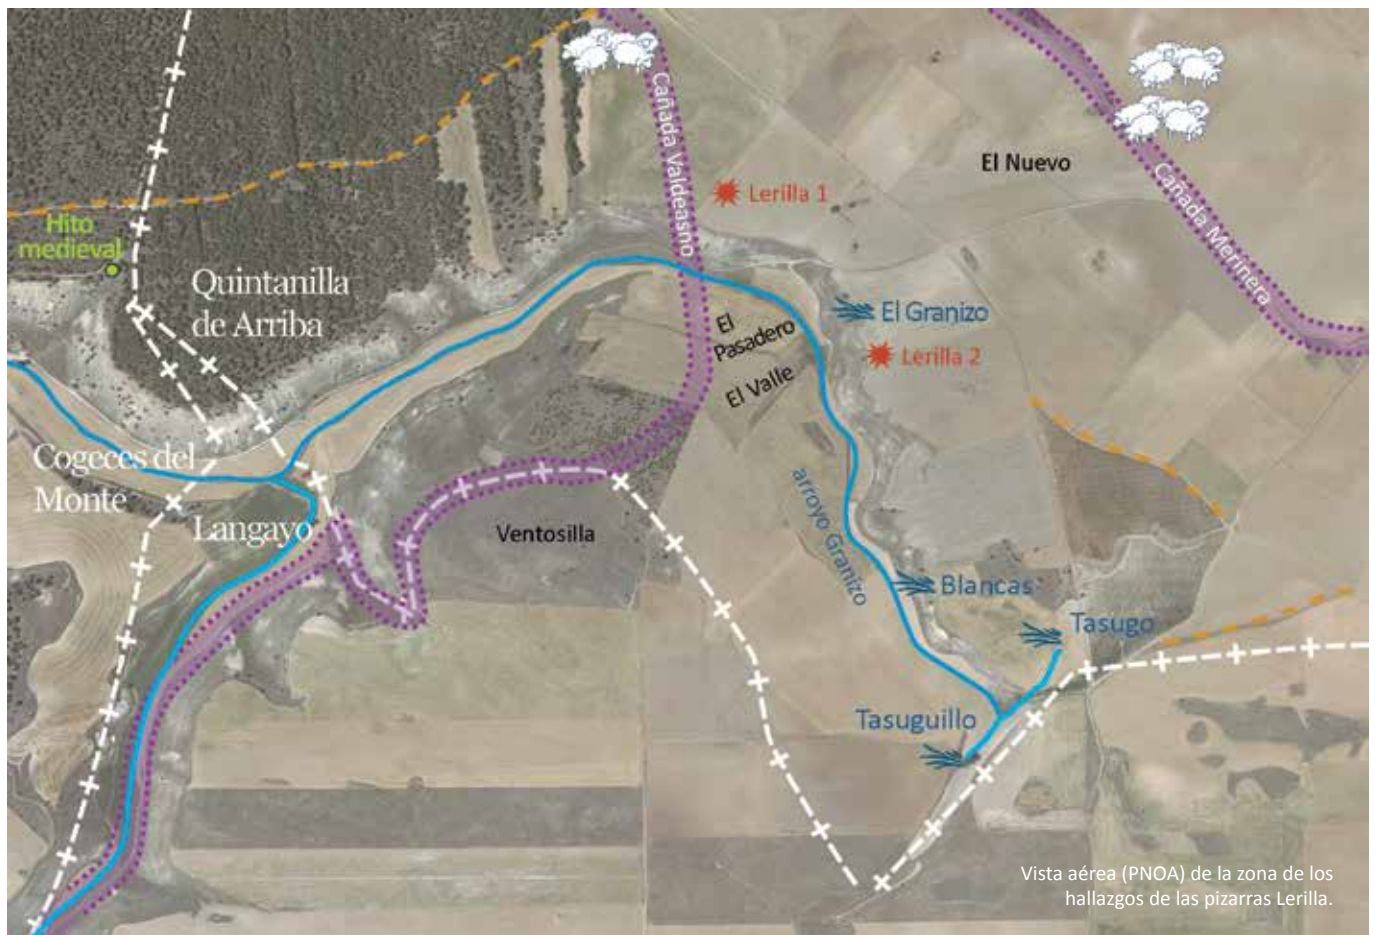 Cañada Valdeasno
Lerilla 1
El Nuevo
Cañada Merinera
Hito
medieval
Quintanilla
de Arriba
El Granizo
El
Pasadero
Lerilla 2
El Valle
Cogeces del
Monte
Langayo
Ventosilla
arroyo Granizo
Blancas
Tasugo
Tasuguillo
Vista aérea (PNOA) de la zona de los
hallazgos de las pizarras Lerilla.